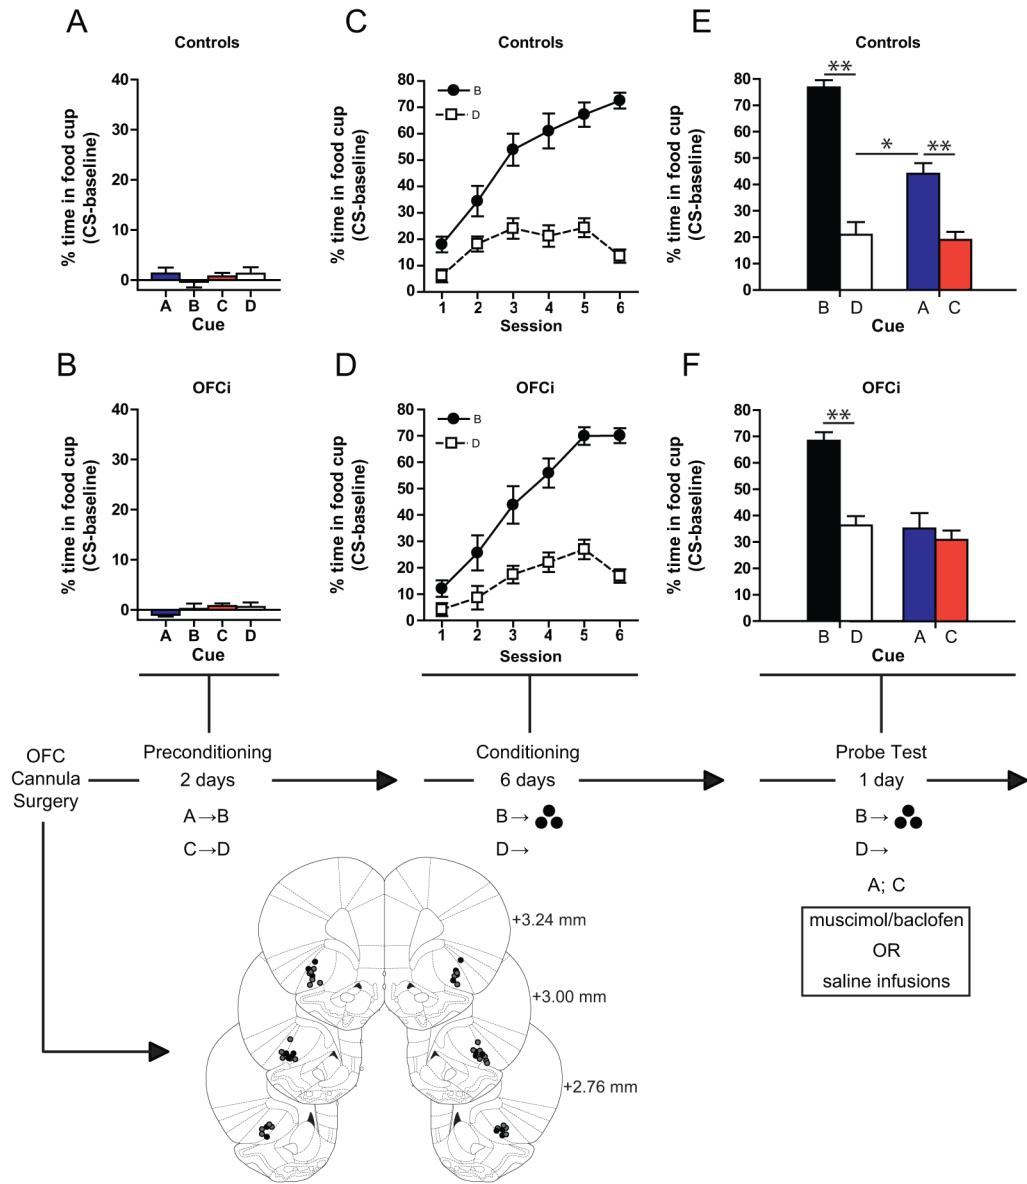 A
Controls
% time in food cup
(CS-baseline)
40
30
20
10
0
A B C D
Cue
C
Controls
% time in food cup
(CS-baseline)
80
70
60
50
40
30
20
10
0
B
D
1 2 3 4 5 6
Session
E
Controls
% time in food cup
(CS-baseline)
80
70
60
50
40
30
20
10
0
**
*
**
B D A C
Cue
B
OFCi
% time in food cup
(CS-baseline)
40
30
20
10
0
A B C D
Cue
D
OFCi
% time in food cup
(CS-baseline)
80
70
60
50
40
30
20
10
0
B
D
1 2 3 4 5 6
Session
F
OFCi
% time in food cup
(CS-baseline)
80
70
60
50
40
30
20
10
0
**
B D A C
Cue
OFC
Cannula
Surgery
Preconditioning
2 days
A→B
C→D
Conditioning
6 days
B→
D→
Probe Test
1 day
B→
D→
A; C
muscimol/baclofen
OR
saline infusions
+3.24 mm
+3.00 mm
+2.76 mm